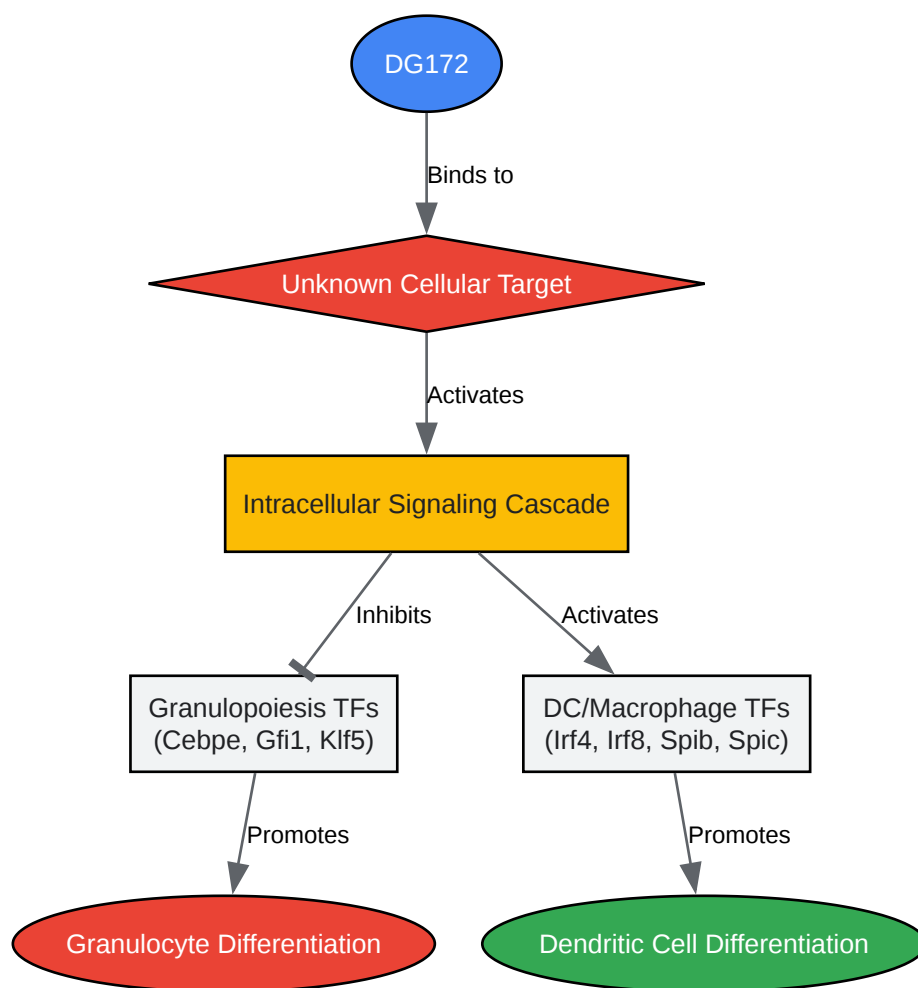 DG172
Binds to
Unknown Cellular Target
Activates
Intracellular Signaling Cascade
Inhibits
Activates
Granulopoiesis TFs
(Cebpe, Gfi1, Klf5)
DC/Macrophage TFs
(Irf4, Irf8, Spib, Spic)
Promotes
Promotes
Granulocyte Differentiation
Dendritic Cell Differentiation